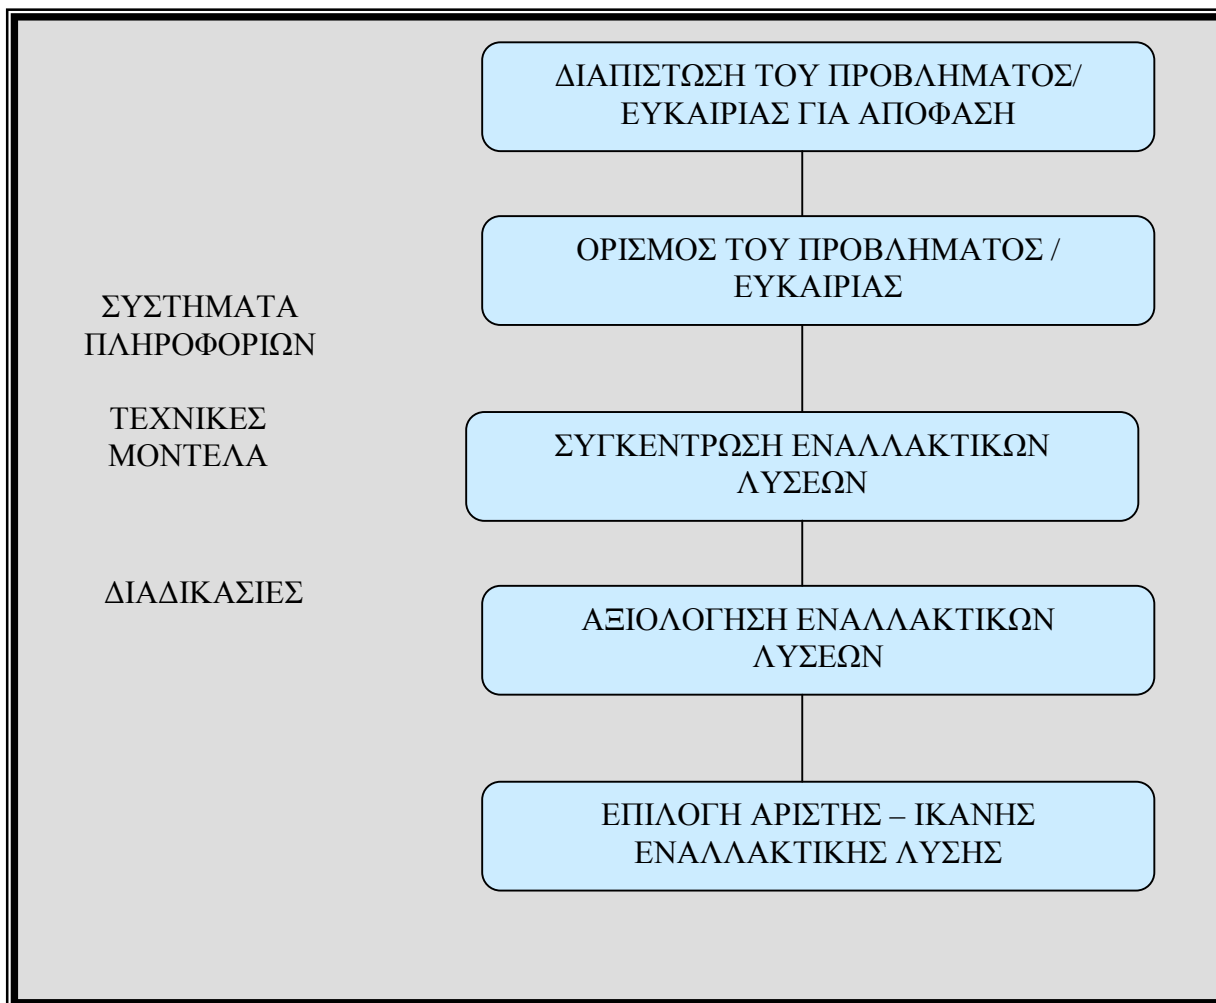 ΔΙΑΠΙΣΤΩΣΗ ΤΟΥ ΠΡΟΒΛΗΜΑΤΟΣ/
ΕΥΚΑΙΡΙΑΣ ΓΙΑ ΑΠΟΦΑΣΗ
ΟΡΙΣΜΟΣ ΤΟΥ ΠΡΟΒΛΗΜΑΤΟΣ /
ΕΥΚΑΙΡΙΑΣ
ΣΥΣΤΗΜΑΤΑ
ΠΛΗΡΟΦΟΡΙΩΝ
ΤΕΧΝΙΚΕΣ
ΜΟΝΤΕΛΑ
ΣΥΓΚΕΝΤΡΩΣΗ ΕΝΑΛΛΑΚΤΙΚΩΝ
ΛΥΣΕΩΝ
ΔΙΑΔΙΚΑΣΙΕΣ
ΑΞΙΟΛΟΓΗΣΗ ΕΝΑΛΛΑΚΤΙΚΩΝ
ΛΥΣΕΩΝ
ΕΠΙΛΟΓΗ ΑΡΙΣΤΗΣ – ΙΚΑΝΗΣ
ΕΝΑΛΛΑΚΤΙΚΗΣ ΛΥΣΗΣ